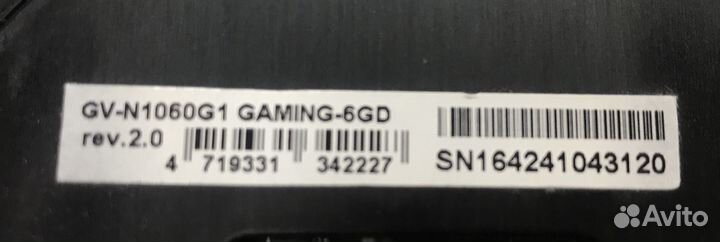 GV-N1060G1 GAMING-6GD
rev.2.0
4 719331 342227
SN164241043120
Avito